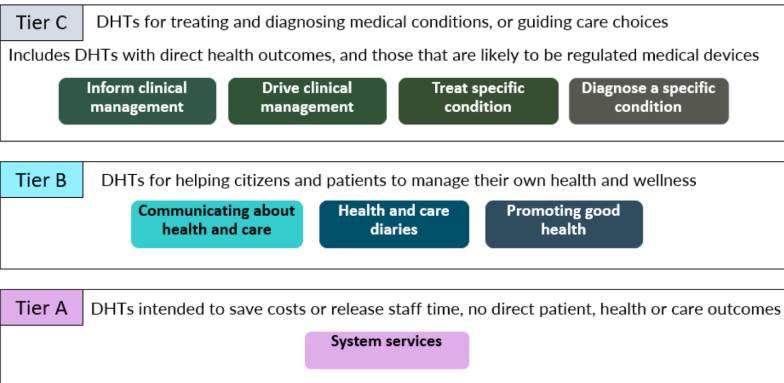 Tier C
DHTs for treating and diagnosing medical conditions, or guiding care choices
Includes DHTs with direct health outcomes, and those that are likely to be regulated medical devices
Inform clinical
management
Drive clinical
management
Treat specific
condition
Diagnose a specific
condition
Tier B
DHTs for helping citizens and patients to manage their own health and wellness
Communicating about
health and care
Health and care
diaries
Promoting good
health
Tier A
DHTs intended to save costs or release staff time, no direct patient, health or care outcomes
System services